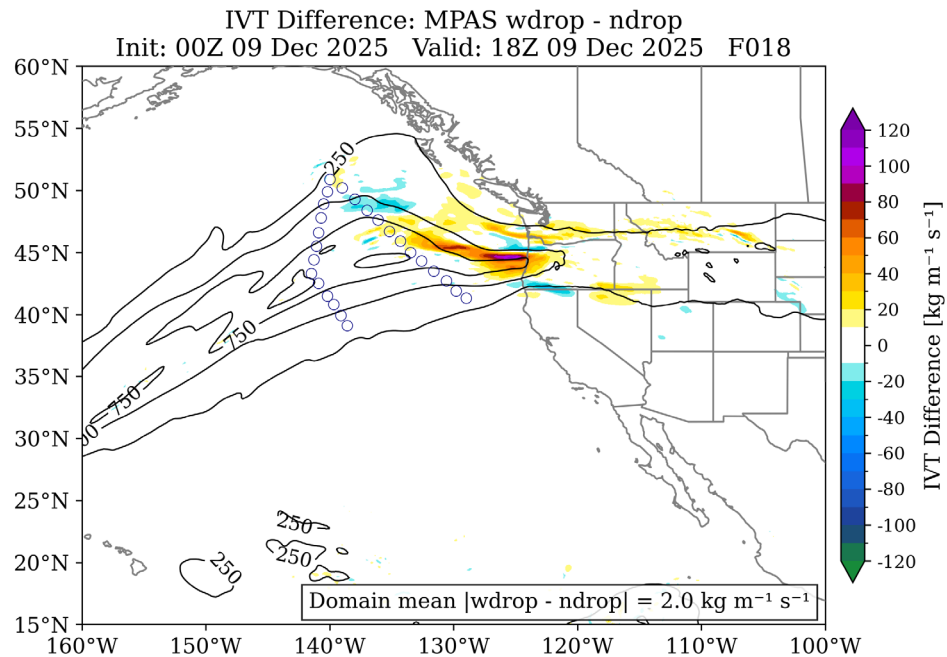 IVT Difference: MPAS wdrop - ndrop
Init: 00Z 09 Dec 2025   Valid: 18Z 09 Dec 2025   F018
60°N
55°N
50°N
45°N
40°N
35°N
30°N
25°N
20°N
15°N
250
750
750
00
250
250
250
Domain mean |wdrop - ndrop| = 2.0 kg m⁻¹ s⁻¹
160°W
150°W
140°W
130°W
120°W
110°W
100°W
120
100
80
60
40
20
0
-20
-40
-60
-80
-100
-120
IVT Difference [kg m⁻¹ s⁻¹]